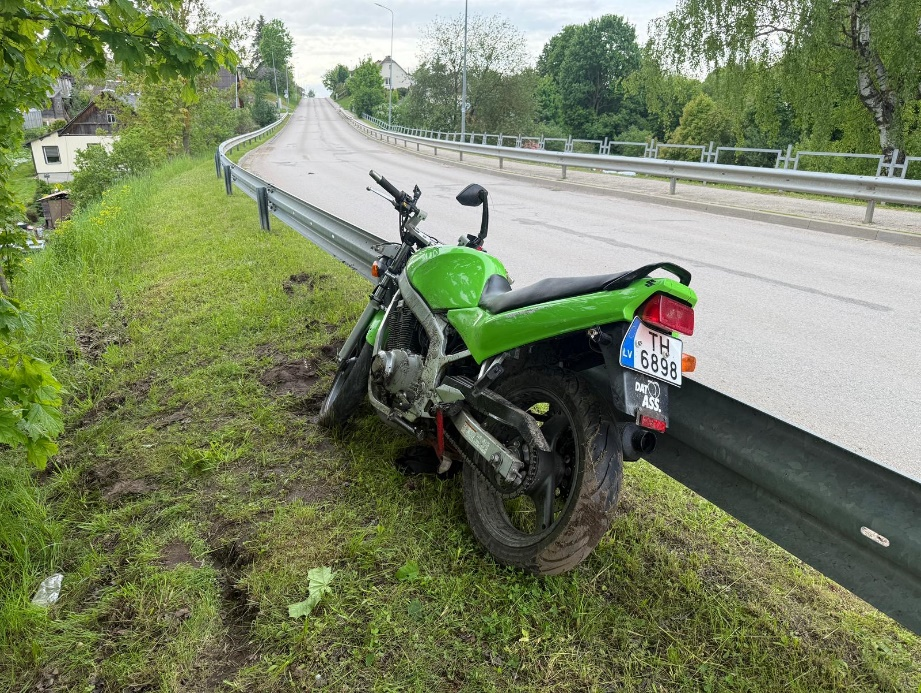 LV
TH
6898
DAT
ASS.